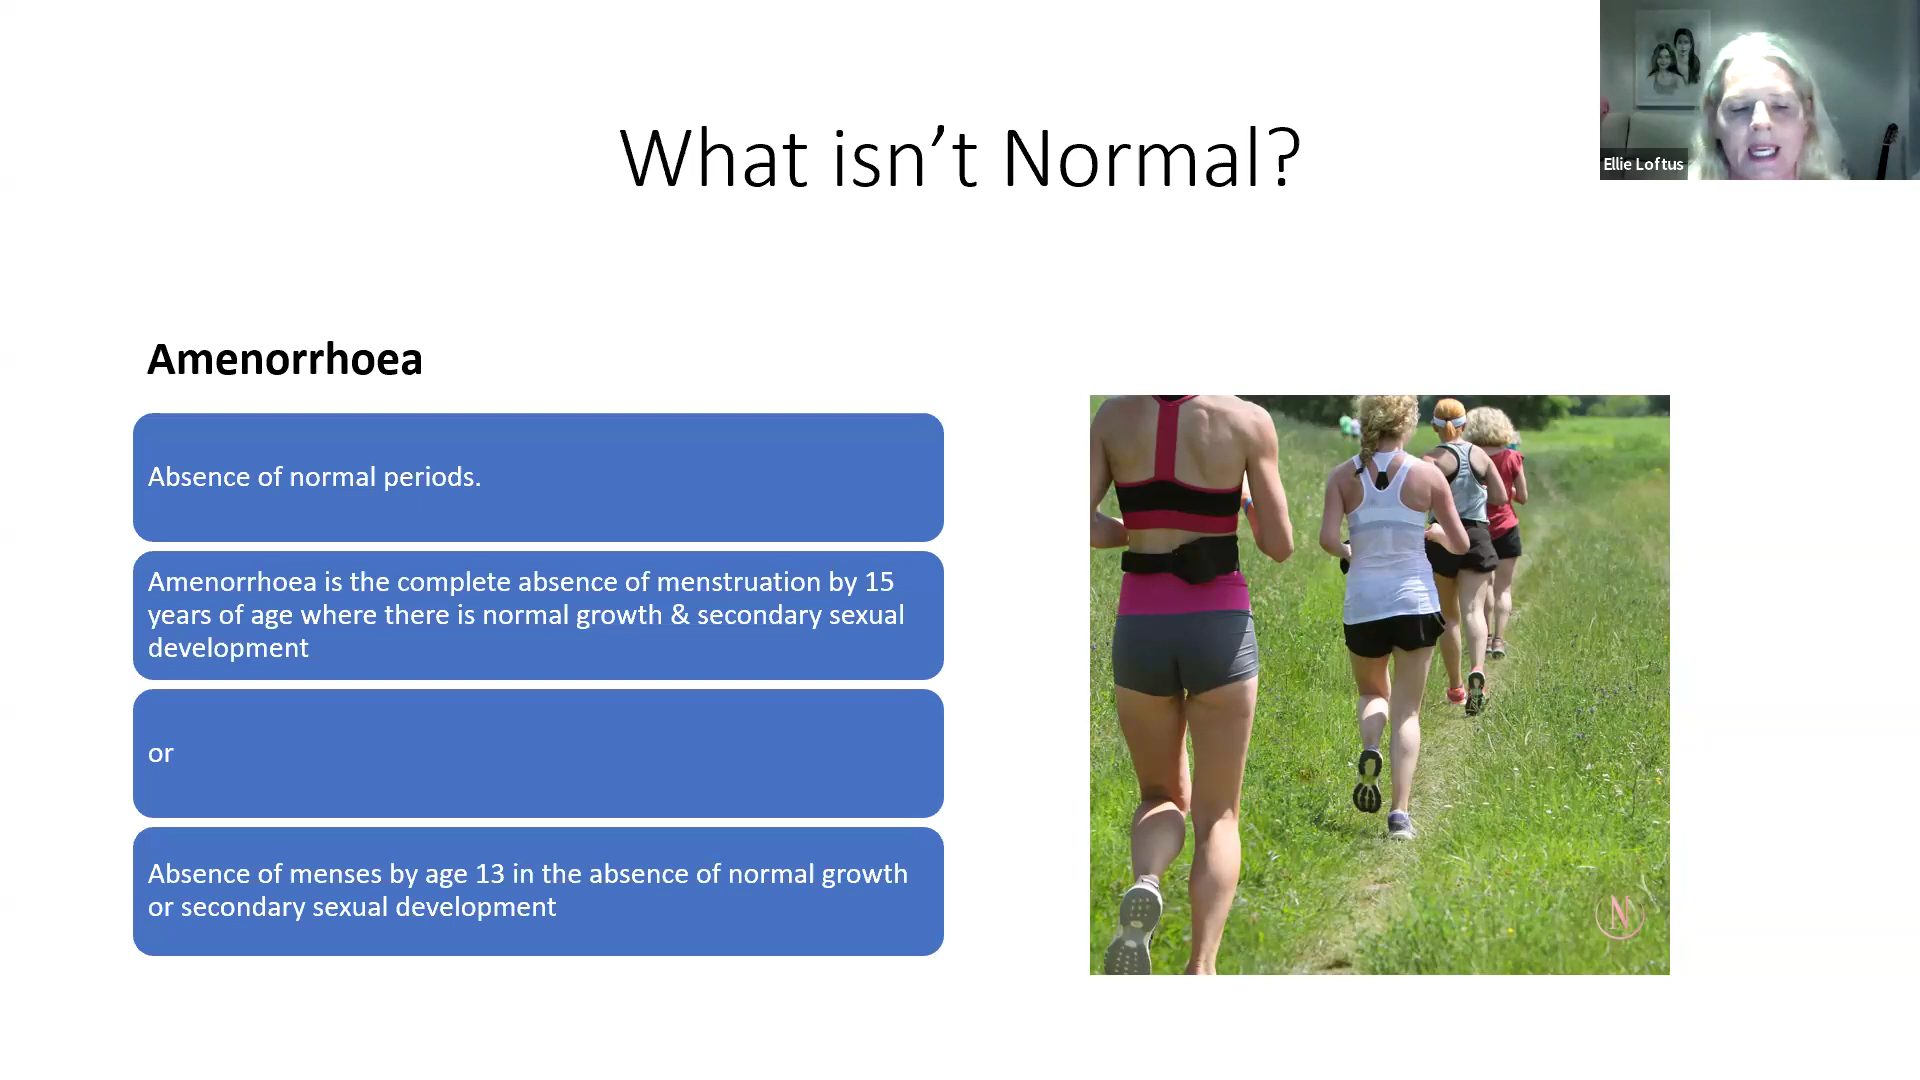 What isn’t Normal?
Ellie Loftus
Amenorrhoea
Absence of normal periods.
Amenorrhoea is the complete absence of menstruation by 15
years of age where there is normal growth & secondary sexual
development
or
Absence of menses by age 13 in the absence of normal growth
or secondary sexual development
N